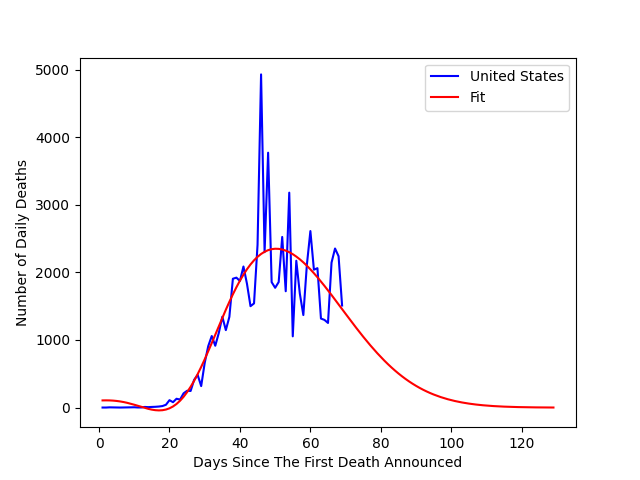 5000
4000
3000
2000
1000
0
Number of Daily Deaths
United States
Fit
0 20 40 60 80 100 120
Days Since The First Death Announced